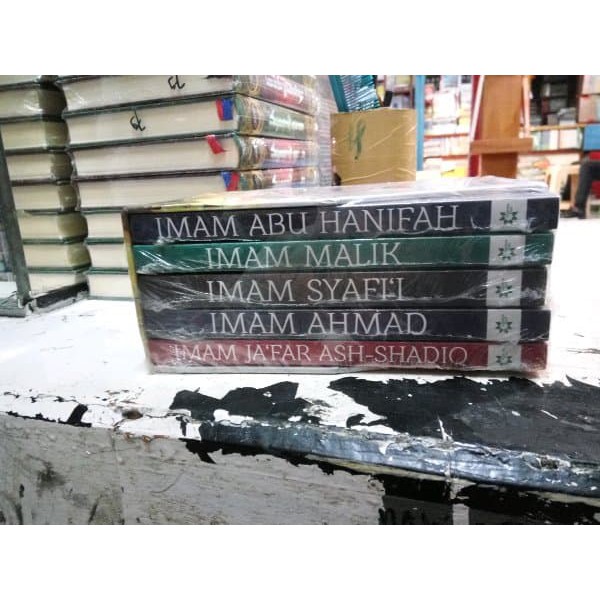 IMAM ABU HANIFAH
IMAM MALIK
IMAM SYAFI'I
IMAM AHMAD
IMAM JA'FAR ASH-SHADIQ